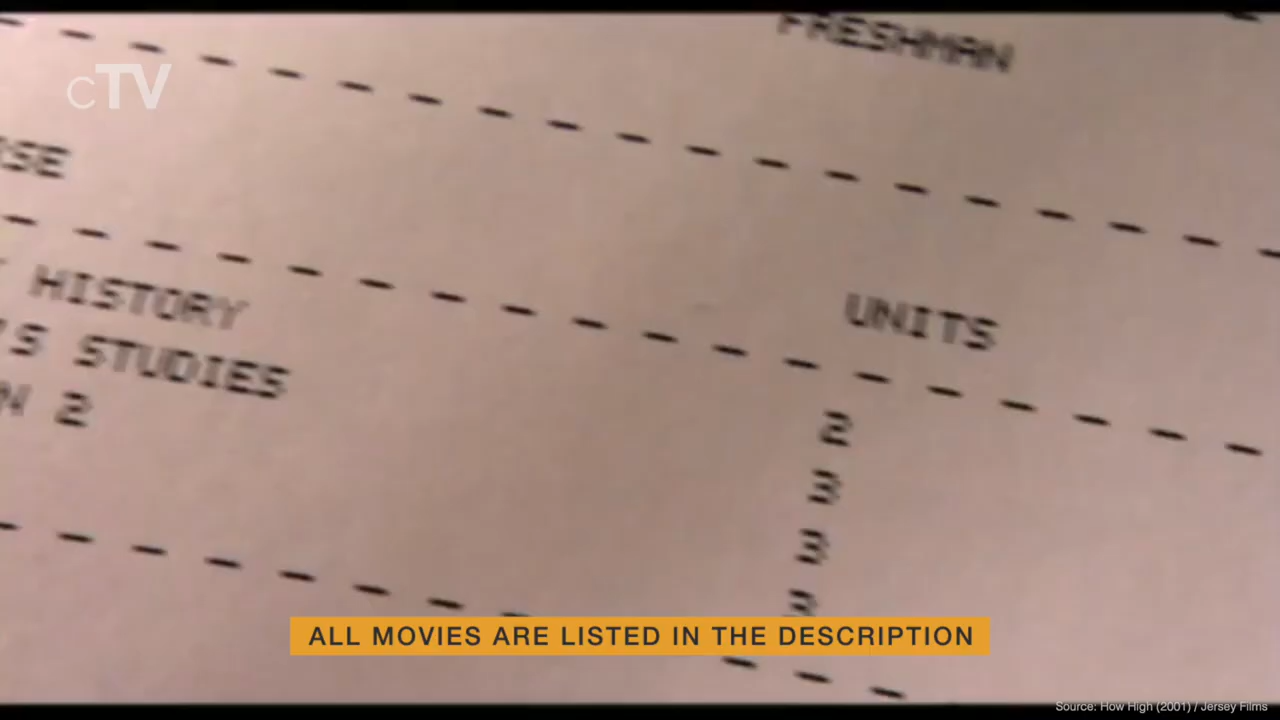 FRESHMAN
cTV
UNITS
HISTORY
2
STUDIES
3
2
3
3
ALL MOVIES ARE LISTED IN THE DESCRIPTION
Source: How High (2001) / Jersey Films